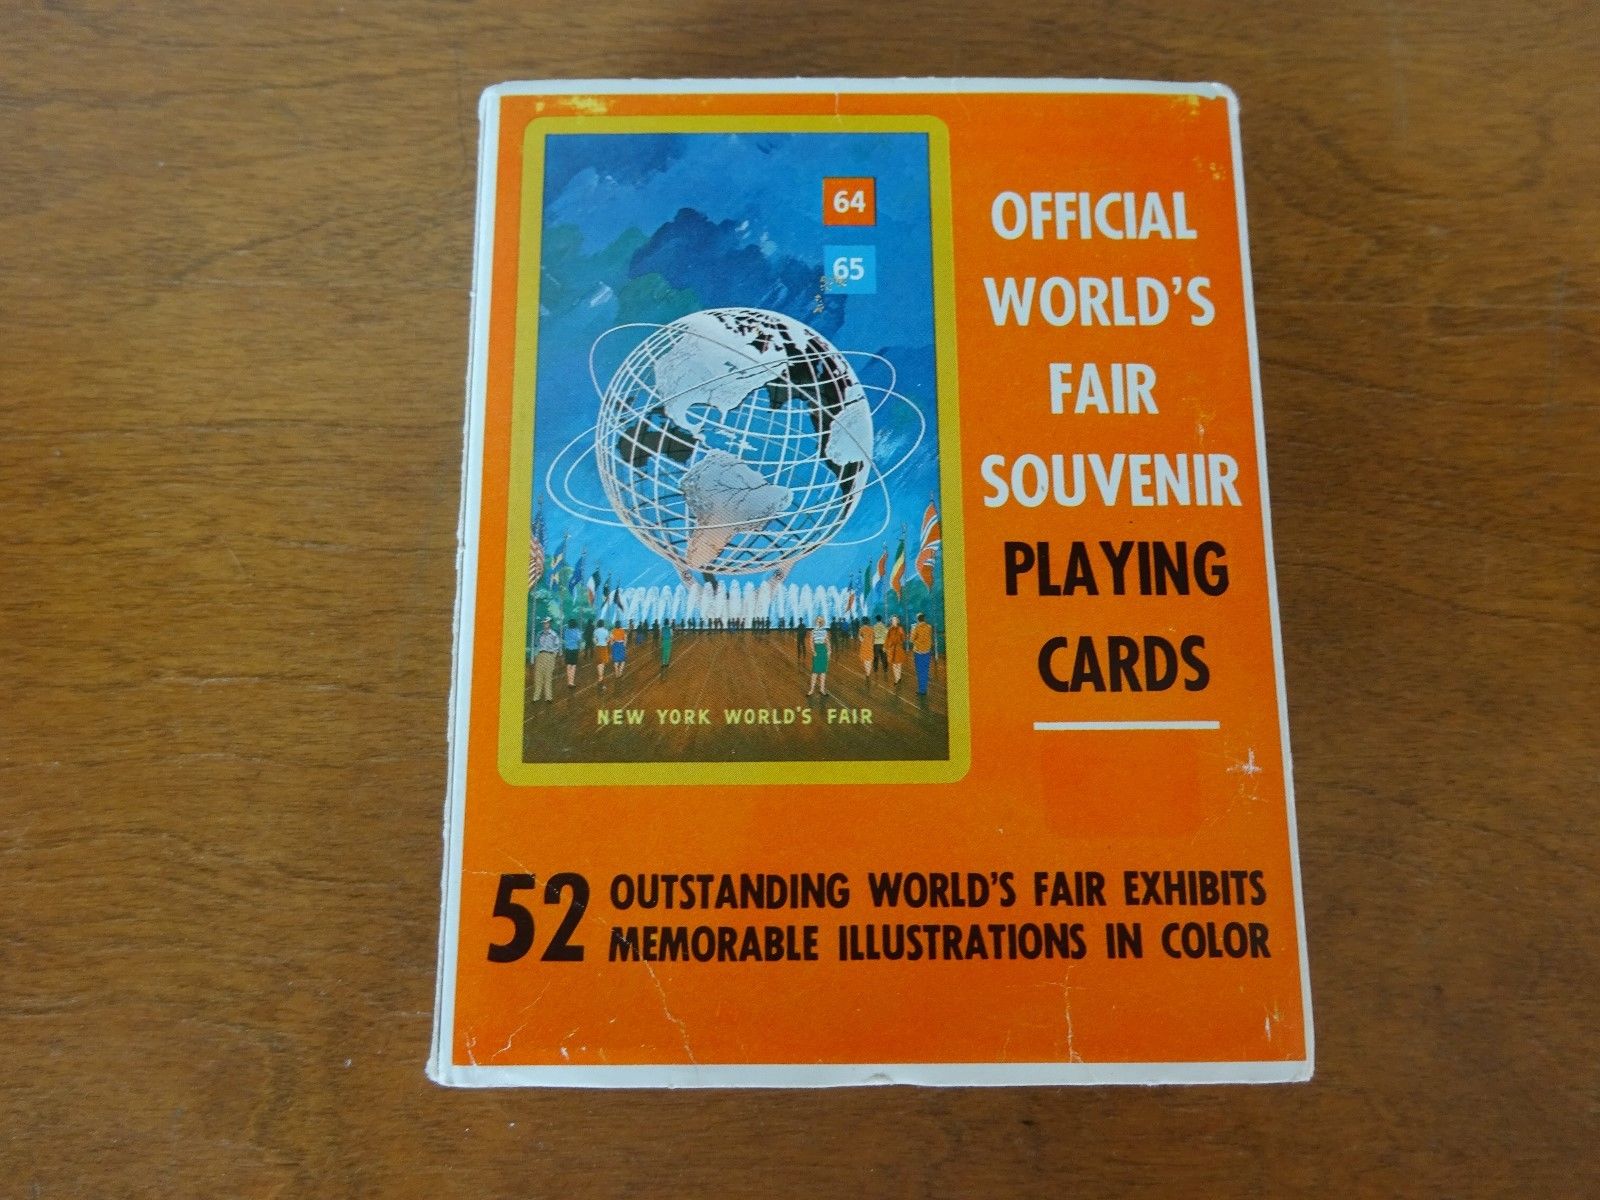 64
65
NEW YORK WORLD'S FAIR
OFFICIAL
WORLD'S
FAIR
SOUVENIR
PLAYING
CARDS
52 OUTSTANDING WORLD'S FAIR EXHIBITS
MEMORABLE ILLUSTRATIONS IN COLOR